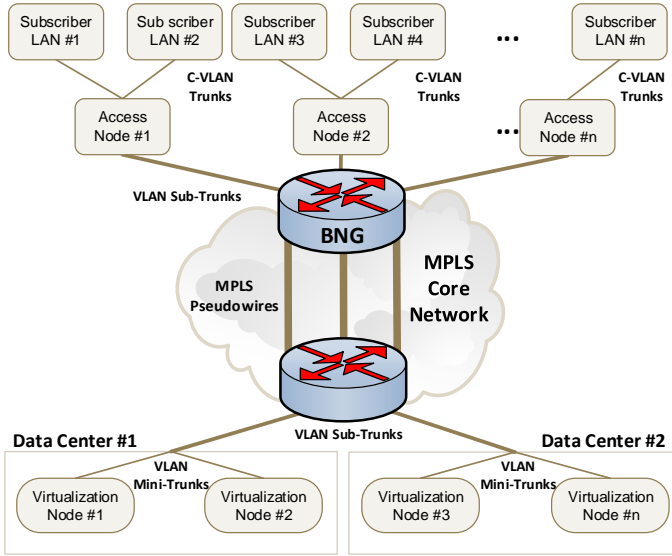 Subscriber
LAN #1
Sub scriber
LAN #2
Subscriber
LAN #3
Subscriber
LAN #4
...
Subscriber
LAN #n
C-VLAN
Trunks
C-VLAN
Trunks
C-VLAN
Trunks
Access
Node #1
Access
Node #2
...
Access
Node #n
VLAN Sub-Trunks
BNG
MPLS
Pseudowires
MPLS
Core
Network
VLAN Sub-Trunks
Data Center #1
VLAN
Mini-Trunks
Virtualization
Node #1
Virtualization
Node #2
Data Center #2
VLAN
Mini-Trunks
Virtualization
Node #3
Virtualization
Node #n